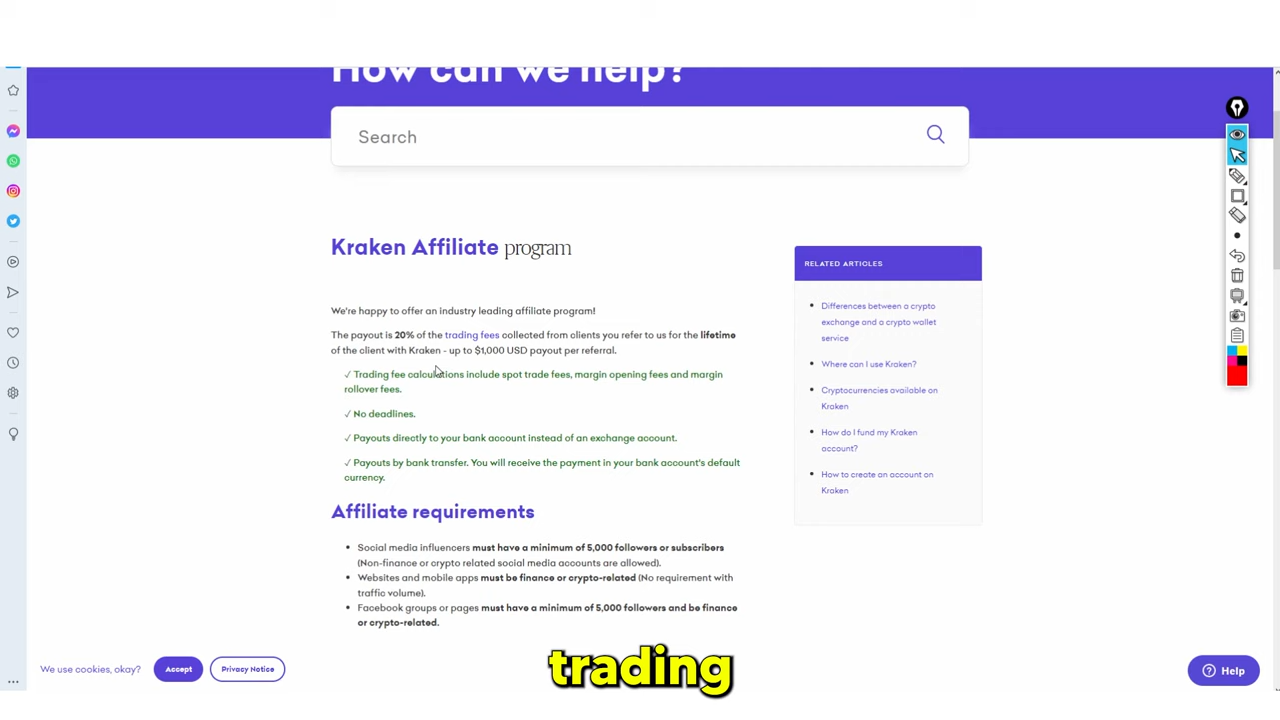 How can we help?
Search
Kraken Affiliate program
We're happy to offer an industry leading affiliate program!
The payout is 20% of the trading fees collected from clients you refer to us for the lifetime
of the client with Kraken - up to $1,000 USD payout per referral.
✓ Trading fee calculations include spot trade fees, margin opening fees and margin
rollover fees.
✓ No deadlines.
✓ Payouts directly to your bank account instead of an exchange account.
✓ Payouts by bank transfer. You will receive the payment in your bank account's default
currency.
Affiliate requirements
• Social media influencers must have a minimum of 5,000 followers or subscribers
(Non-finance or crypto related social media accounts are allowed).
• Websites and mobile apps must be finance or crypto-related (No requirement with
traffic volume).
• Facebook groups or pages must have a minimum of 5,000 followers and be finance
or crypto-related.
RELATED ARTICLES
• Differences between a crypto
exchange and a crypto wallet
service
• Where can I use Kraken?
• Cryptocurrencies available on
Kraken
• How do I fund my Kraken
account?
• How to create an account on
Kraken
We use cookies, okay?
Accept
Privacy Notice
trading
Help